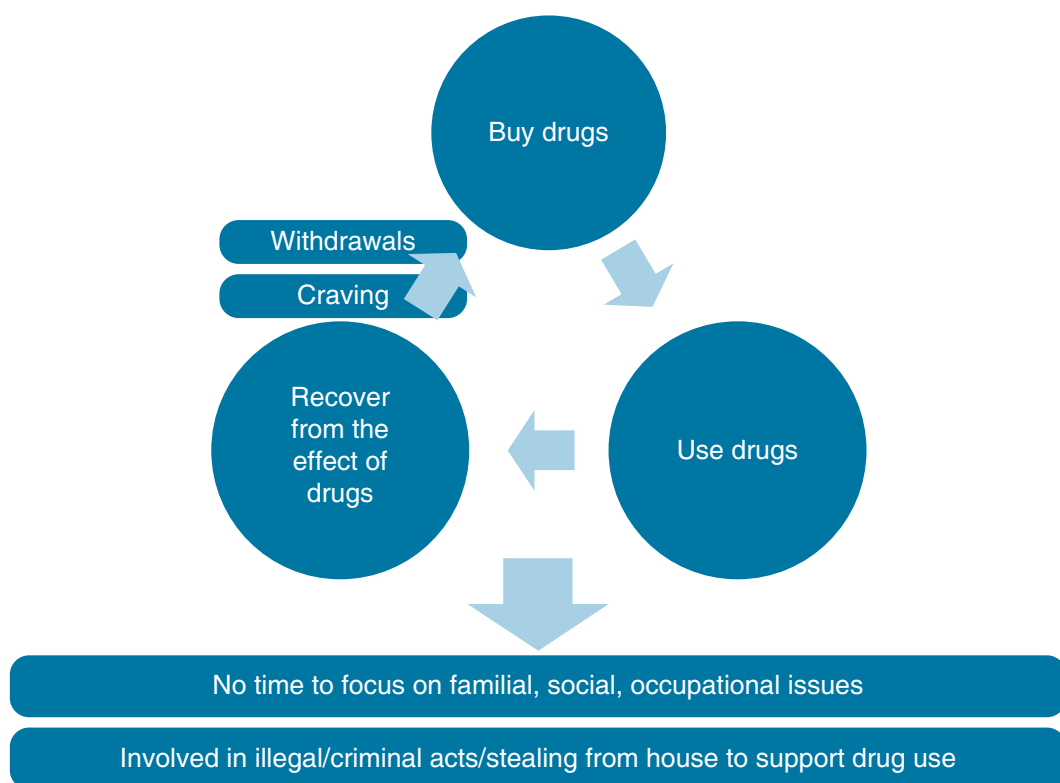 Buy drugs
Withdrawals
Craving
Recover
from the
effect of
drugs
Use drugs
No time to focus on familial, social, occupational issues
Involved in illegal/criminal acts/stealing from house to support drug use